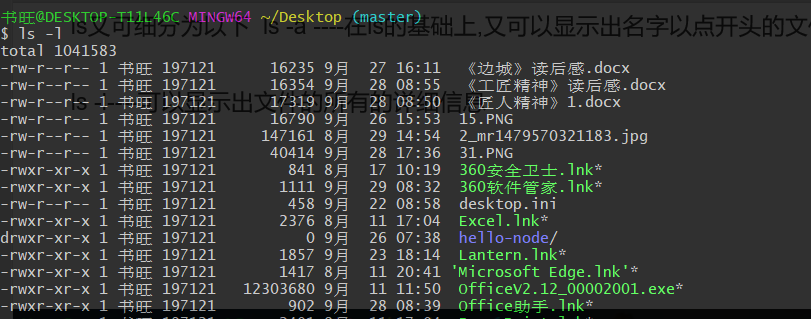 书旺@DESKTOP-T11L46C MINGW64 ~/Desktop (master)
ls又可细分为以下 ls -a ----在ls的基础上,又可以显示出名字以点开头的文
$ ls -l
total 1041583
-rw-r--r-- 1 书旺 197121 16235 9月 27 16:11 《边城》读后感.docx
-rw-r--r-- 1 书旺 197121 16354 9月 28 08:55 《工匠精神》读后感.docx
ls -l----可以显示出文件的所有的详细信息
-rw-r--r-- 1 书旺 197121 17319 9月 28 08:50 《匠人精神》1.docx
-rw-r--r-- 1 书旺 197121 16790 9月 26 15:53 15.PNG
-rw-r--r-- 1 书旺 197121 147161 8月 29 14:54 2_mr1479570321183.jpg
-rw-r--r-- 1 书旺 197121 40414 9月 28 17:36 31.PNG
-rwxr-xr-x 1 书旺 197121 841 8月 17 10:19 360安全卫士.lnk*
-rwxr-xr-x 1 书旺 197121 1111 9月 29 08:32 360软件管家.lnk*
-rw-r--r-- 1 书旺 197121 458 9月 22 08:58 desktop.ini
-rwxr-xr-x 1 书旺 197121 2376 8月 11 17:04 Excel.lnk*
drwxr-xr-x 1 书旺 197121 0 9月 26 07:38 hello-node/
-rwxr-xr-x 1 书旺 197121 1857 9月 23 18:14 Lantern.lnk*
-rwxr-xr-x 1 书旺 197121 1417 8月 11 20:41 'Microsoft Edge.lnk'*
-rwxr-xr-x 1 书旺 197121 12303680 9月 11 11:50 OfficeV2.12_00002001.exe*
-rwxr-xr-x 1 书旺 197121 902 9月 28 08:39 Office助手.lnk*